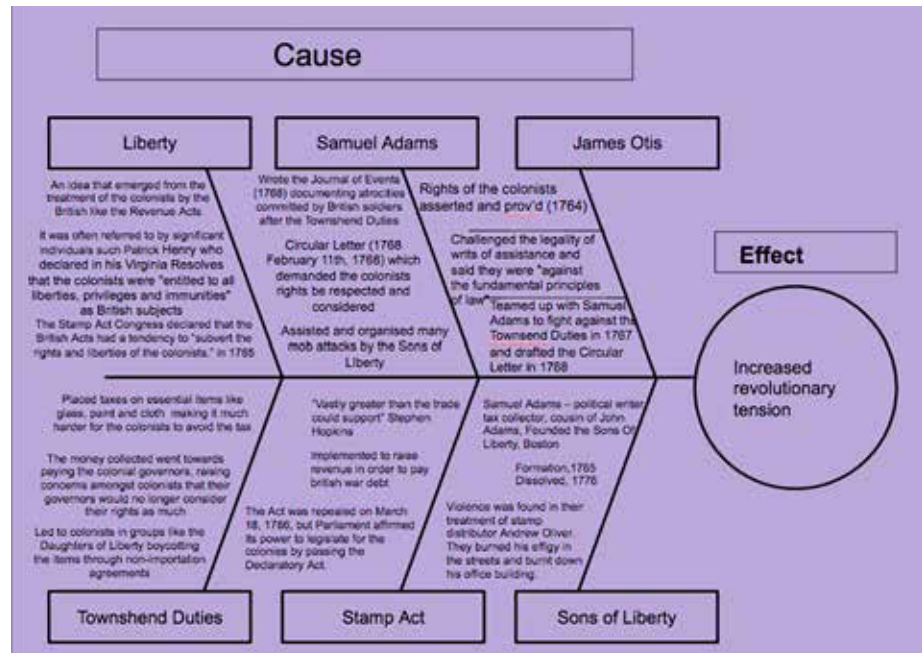 Cause
Liberty
Samuel Adams
James Otis
An idea that emerged from the
treatment of the colonists by the
British like the Revenue Acts
It was often referred to by significant
individuals such Patrick Henry who
declared in his Virginia Resolves
that the colonists were "entitled to all
liberties, privileges and immunities"
as British subjects
The Stamp Act Congress declared that the
British Acts had a tendency to "subvert the
rights and liberties of the colonists." in 1765
Wrote the Journal of Events
(1768) documenting atrocities
committed by British soldiers
after the Townshend Duties
Circular Letter (1768
February 11th, 1768) which
demanded the colonists
rights be respected and
considered
Assisted and organised many
mob attacks by the Sons of
Liberty
Rights of the colonists
asserted and prov'd (1764)
Challenged the legality of
writs of assistance and
said they were "against
the fundamental principles
of law"
Teamed up with Samuel
Adams to fight against the
Townsend Duties in 1767
and drafted the Circular
Letter in 1768
Effect
Increased
revolutionary
tension
Placed taxes on essential items like
glass, paint and cloth making it much
harder for the colonists to avoid the tax
The money collected went towards
paying the colonial governors, raising
concerns amongst colonists that their
governors would no longer consider
their rights as much
Led to colonists in groups like the
Daughters of Liberty boycotting
the items through non-importation
agreements
"Vastly greater than the trade
could support" Stephen
Hopkins
Implemented to raise
revenue in order to pay
british war debt
The Act was repealed on March
18, 1766, but Parliament affirmed
its power to legislate for the
colonies by passing the
Declaratory Act.
Samuel Adams – political writer,
tax collector, cousin of John
Adams, Founded the Sons Of
Liberty, Boston
Formation,1765
Dissolved, 1776
Violence was found in their
treatment of stamp
distributor Andrew Oliver.
They burned his effigy in
the streets and burnt down
his office building.
Townshend Duties
Stamp Act
Sons of Liberty